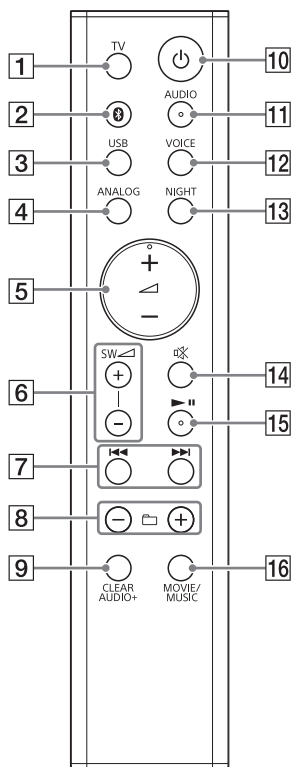 TV
1
10
AUDIO
2
11
USB
VOICE
3
12
ANALOG
NIGHT
4
13
+
5
−
SW
6
+
−
14
15
7
8
−
+
9
16
CLEAR
AUDIO+
MOVIE/
MUSIC